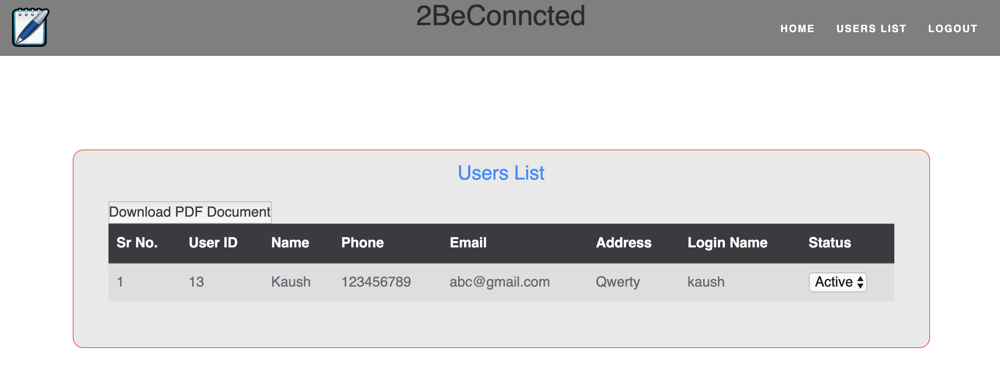 2BeConncted
HOME USERS LIST LOGOUT
Users List
Download PDF Document
Sr No. User ID Name Phone Email Address Login Name Status
1 13 Kaush 123456789 abc@gmail.com Qwerty kaush Active